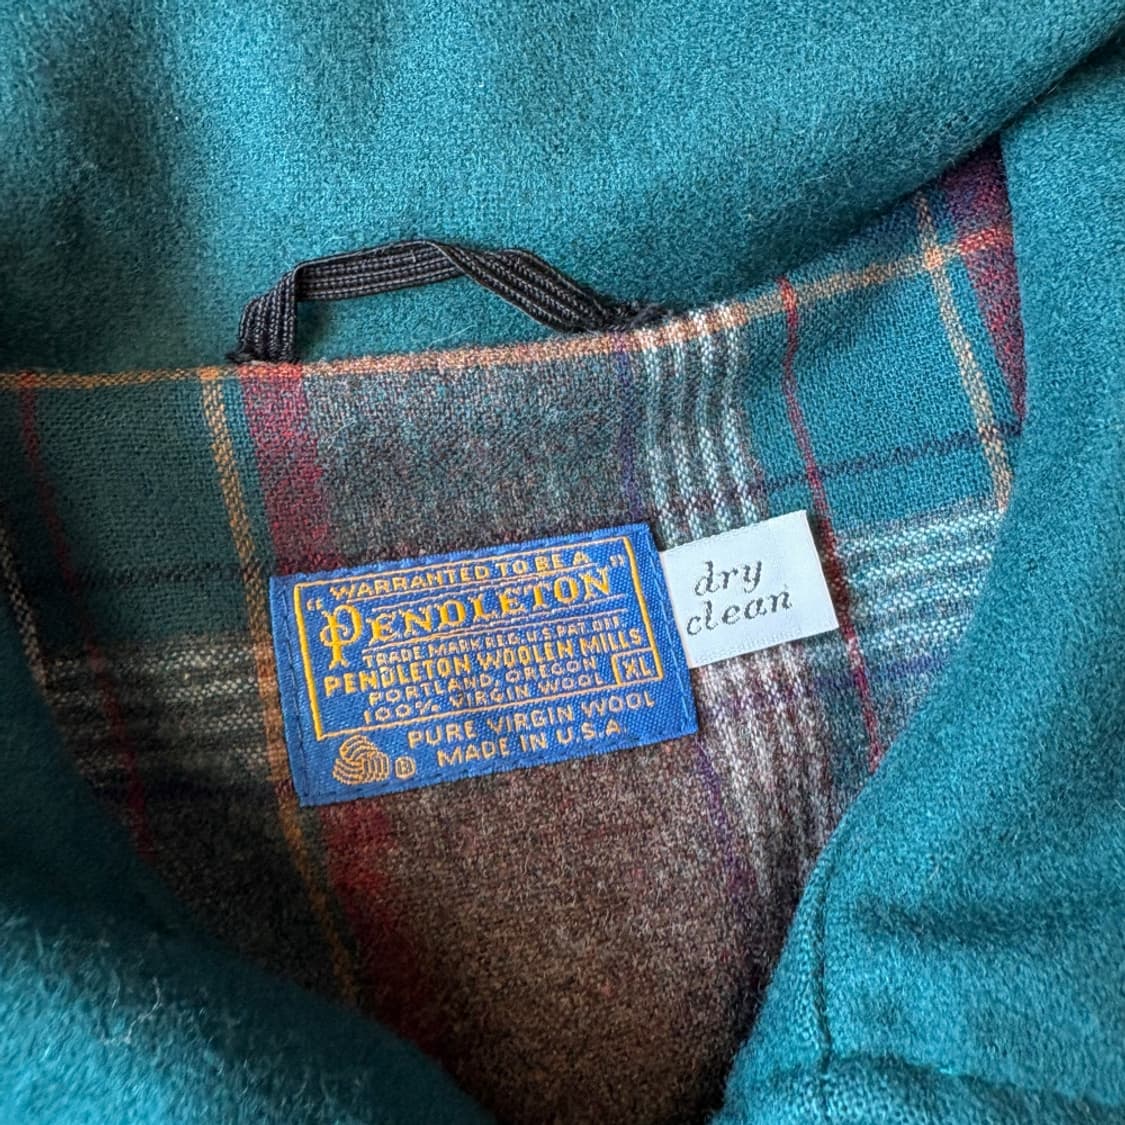 "WARRANTED TO BE A
PENDLETON"
TRADE MARK REG. U.S. PAT. OFF.
PENDLETON WOOLEN MILLS
PORTLAND, OREGON
100% VIRGIN WOOL
XL
PURE VIRGIN WOOL
® MADE IN U.S.A.
dry
clean